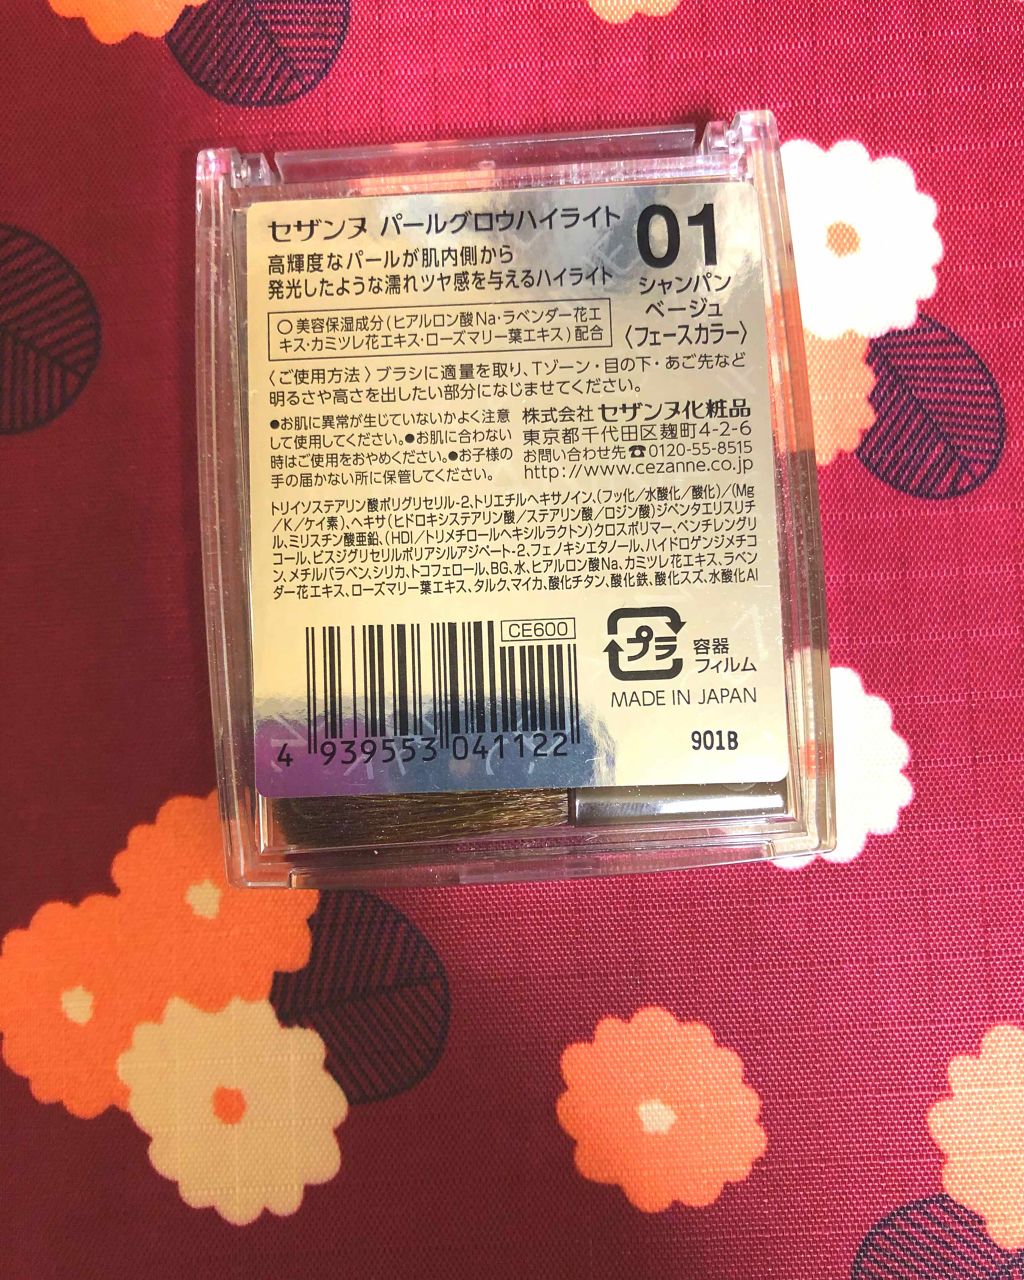 セザンヌ パールグロウハイライト
01
高輝度なパールが肌内側から
発光したような濡れツヤ感を与えるハイライト
シャンパン
ベージュ
〈フェースカラー〉
○美容保湿成分(ヒアルロン酸Na・ラベンダー花エ
キス・カミツレ花エキス・ローズマリー葉エキス)配合
〈ご使用方法〉ブラシに適量を取り、Tゾーン・目の下・あご先など
明るさや高さを出したい部分になじませてください。
●お肌に異常が生じていないかよく注意
して使用してください。●お肌に合わない
時はご使用をおやめください。●お子様の
手の届かない所に保管してください。
株式会社 セザンヌ化粧品
東京都千代田区麹町4-2-6
お問い合わせ先☎0120-55-8515
http://www.cezanne.co.jp
トリイソステアリン酸ポリグリセリル-2、トリエチルヘキサノイン、(フッ化/水酸化/酸化)/(Mg
/K/ケイ素)、ヘキサ(ヒドロキシステアリン酸/ステアリン酸/ロジン酸)ジペンタエリスリチ
ル、ミリスチン酸亜鉛、(HDI/トリメチロールヘキシルラクトン)クロスポリマー、ペンチレングリ
コール、ビスジグリセリルポリアシルアジペート-2、フェノキシエタノール、ハイドロゲンジメチコ
ン、メチルパラベン、シリカ、トコフェロール、BG、水、ヒアルロン酸Na、カミツレ花エキス、ラベン
ダー花エキス、ローズマリー葉エキス、タルク、マイカ、酸化チタン、酸化鉄、酸化スズ、水酸化Al
CE600
プラ
容器
フィルム
MADE IN JAPAN
4 939553 041122
901B